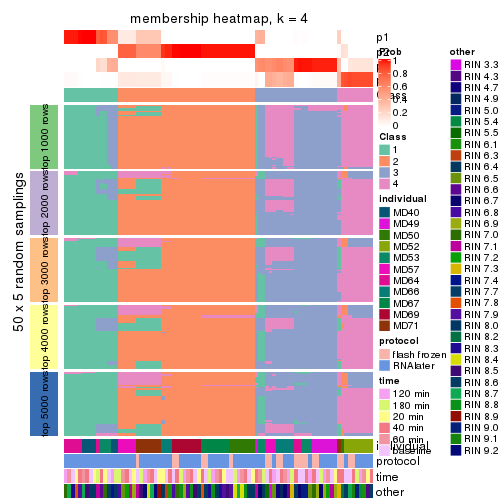 membership heatmap, k = 4
p1
p2
Prob
1
0.8
0.6
0.4
0.2
0
Class
1
2
3
4
Individual
MD40
MD49
MD50
MD52
MD53
MD57
MD64
MD66
MD67
MD69
MD71
protocol
flash frozen
RNAlater
time
120 min
180 min
20 min
40 min
60 min
baseline
other
RIN 3.3
RIN 4.3
RIN 4.7
RIN 4.9
RIN 5.0
RIN 5.4
RIN 5.5
RIN 6.1
RIN 6.3
RIN 6.4
RIN 6.5
RIN 6.6
RIN 6.7
RIN 6.8
RIN 6.9
RIN 7.0
RIN 7.1
RIN 7.2
RIN 7.3
RIN 7.4
RIN 7.7
RIN 7.8
RIN 7.9
RIN 8.0
RIN 8.2
RIN 8.3
RIN 8.4
RIN 8.5
RIN 8.6
RIN 8.7
RIN 8.8
RIN 8.9
RIN 9.0
RIN 9.1
RIN 9.2
50 x 5 random samplings
top 1000 rows
top 2000 rows
top 3000 rows
top 4000 rows
top 5000 rows
protocol
time
other